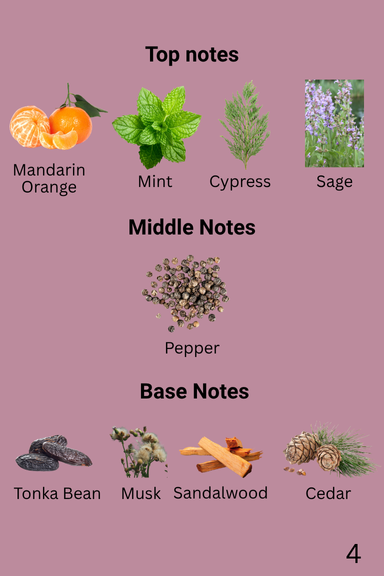 Top notes
Mandarin
Orange
Mint
Cypress
Sage
Middle Notes
Pepper
Base Notes
Tonka Bean
Musk
Sandalwood
Cedar
4